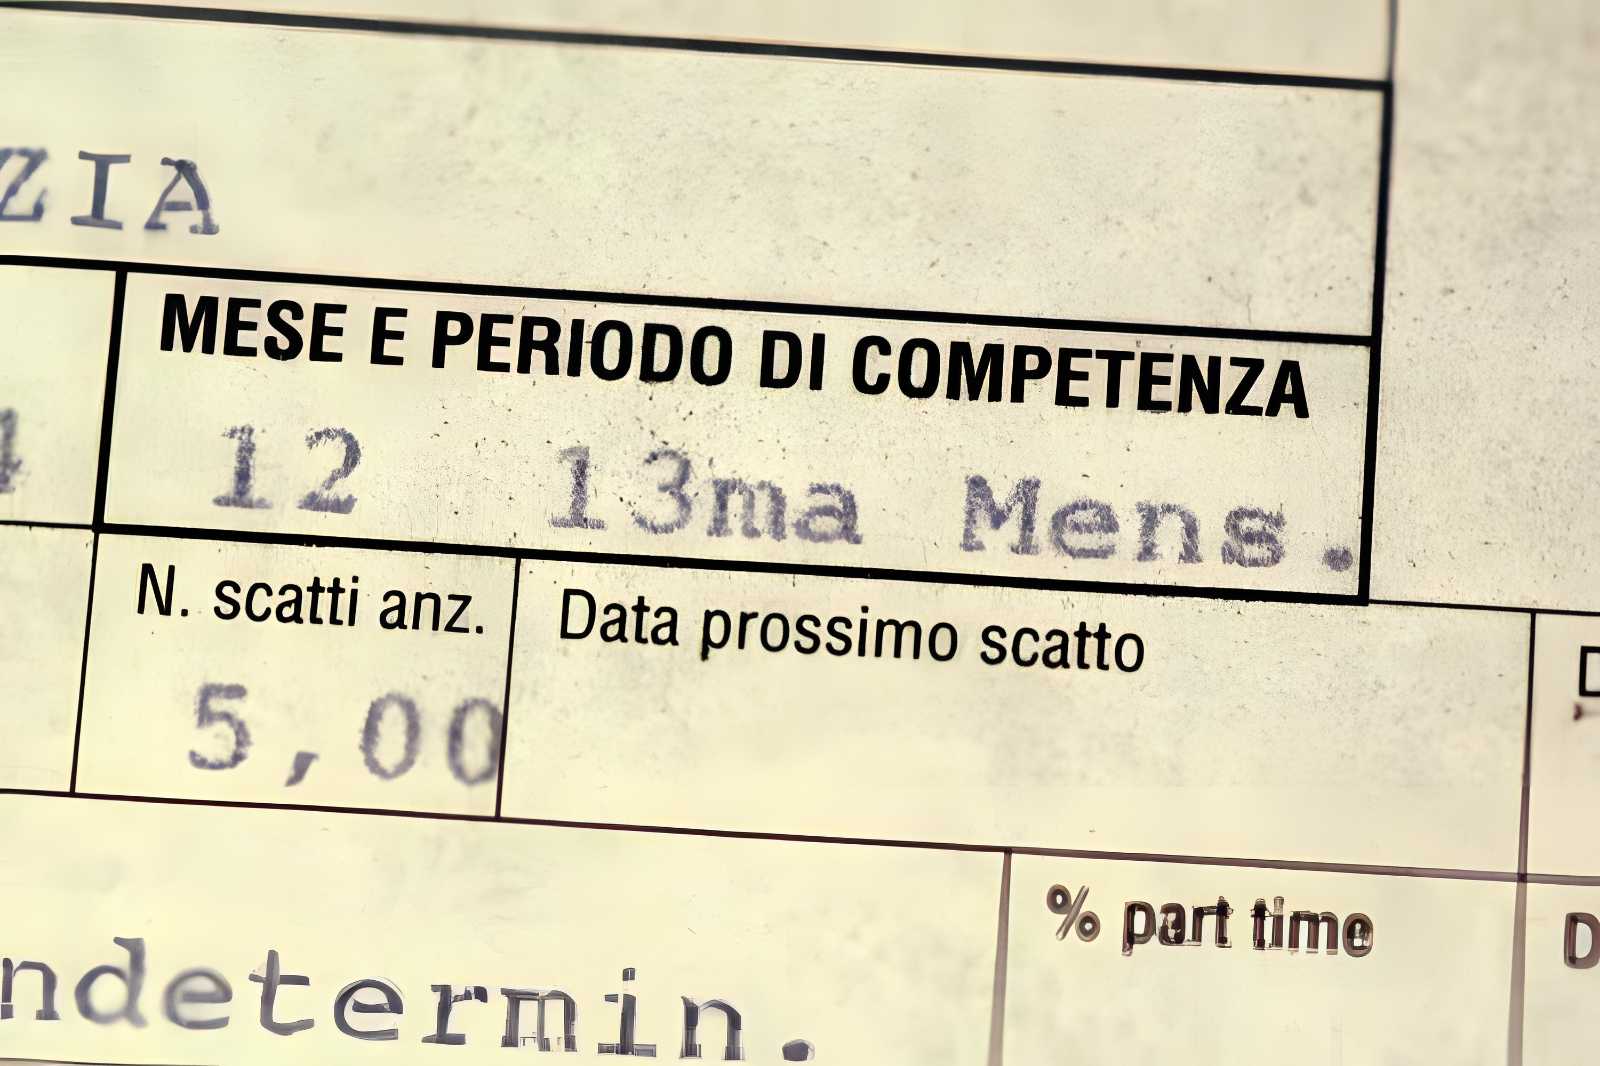 ZIA
MESE E PERIODO DI COMPETENZA
12 13ma Mens.
N. scatti anz. Data prossimo scatto
5,00
% part time
ndetermin.